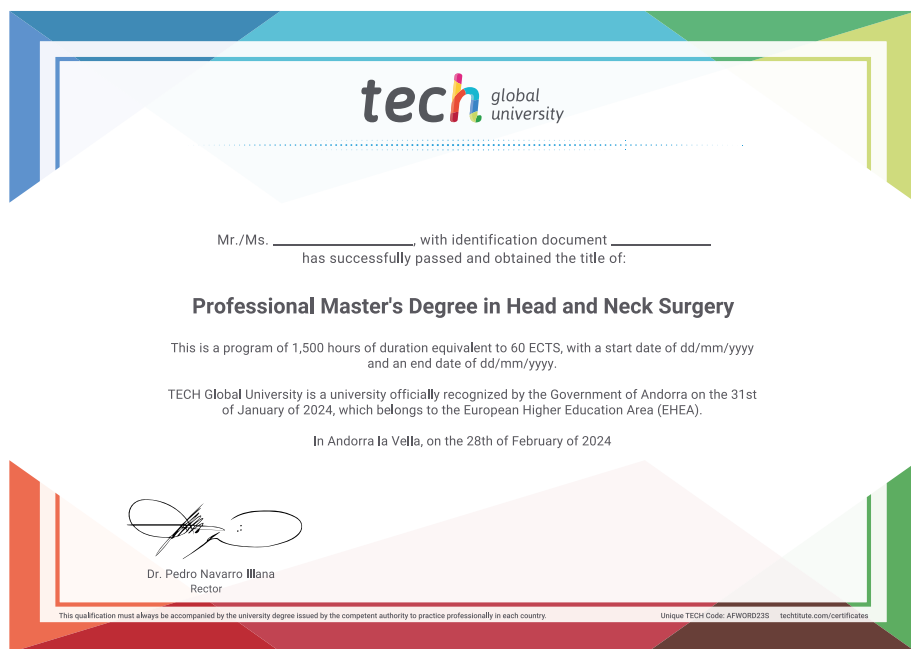 tech global
university
Mr./Ms. ____________________, with identification document ______________
has successfully passed and obtained the title of:
Professional Master's Degree in Head and Neck Surgery
This is a program of 1,500 hours of duration equivalent to 60 ECTS, with a start date of dd/mm/yyyy
and an end date of dd/mm/yyyy.
TECH Global University is a university officially recognized by the Government of Andorra on the 31st
of January of 2024, which belongs to the European Higher Education Area (EHEA).
In Andorra la Vella, on the 28th of February of 2024
Dr. Pedro Navarro Illana
Rector
This qualification must always be accompanied by the university degree issued by the competent authority to practice professionally in each country. Unique TECH Code: AFWORD23S techtitute.com/certificates